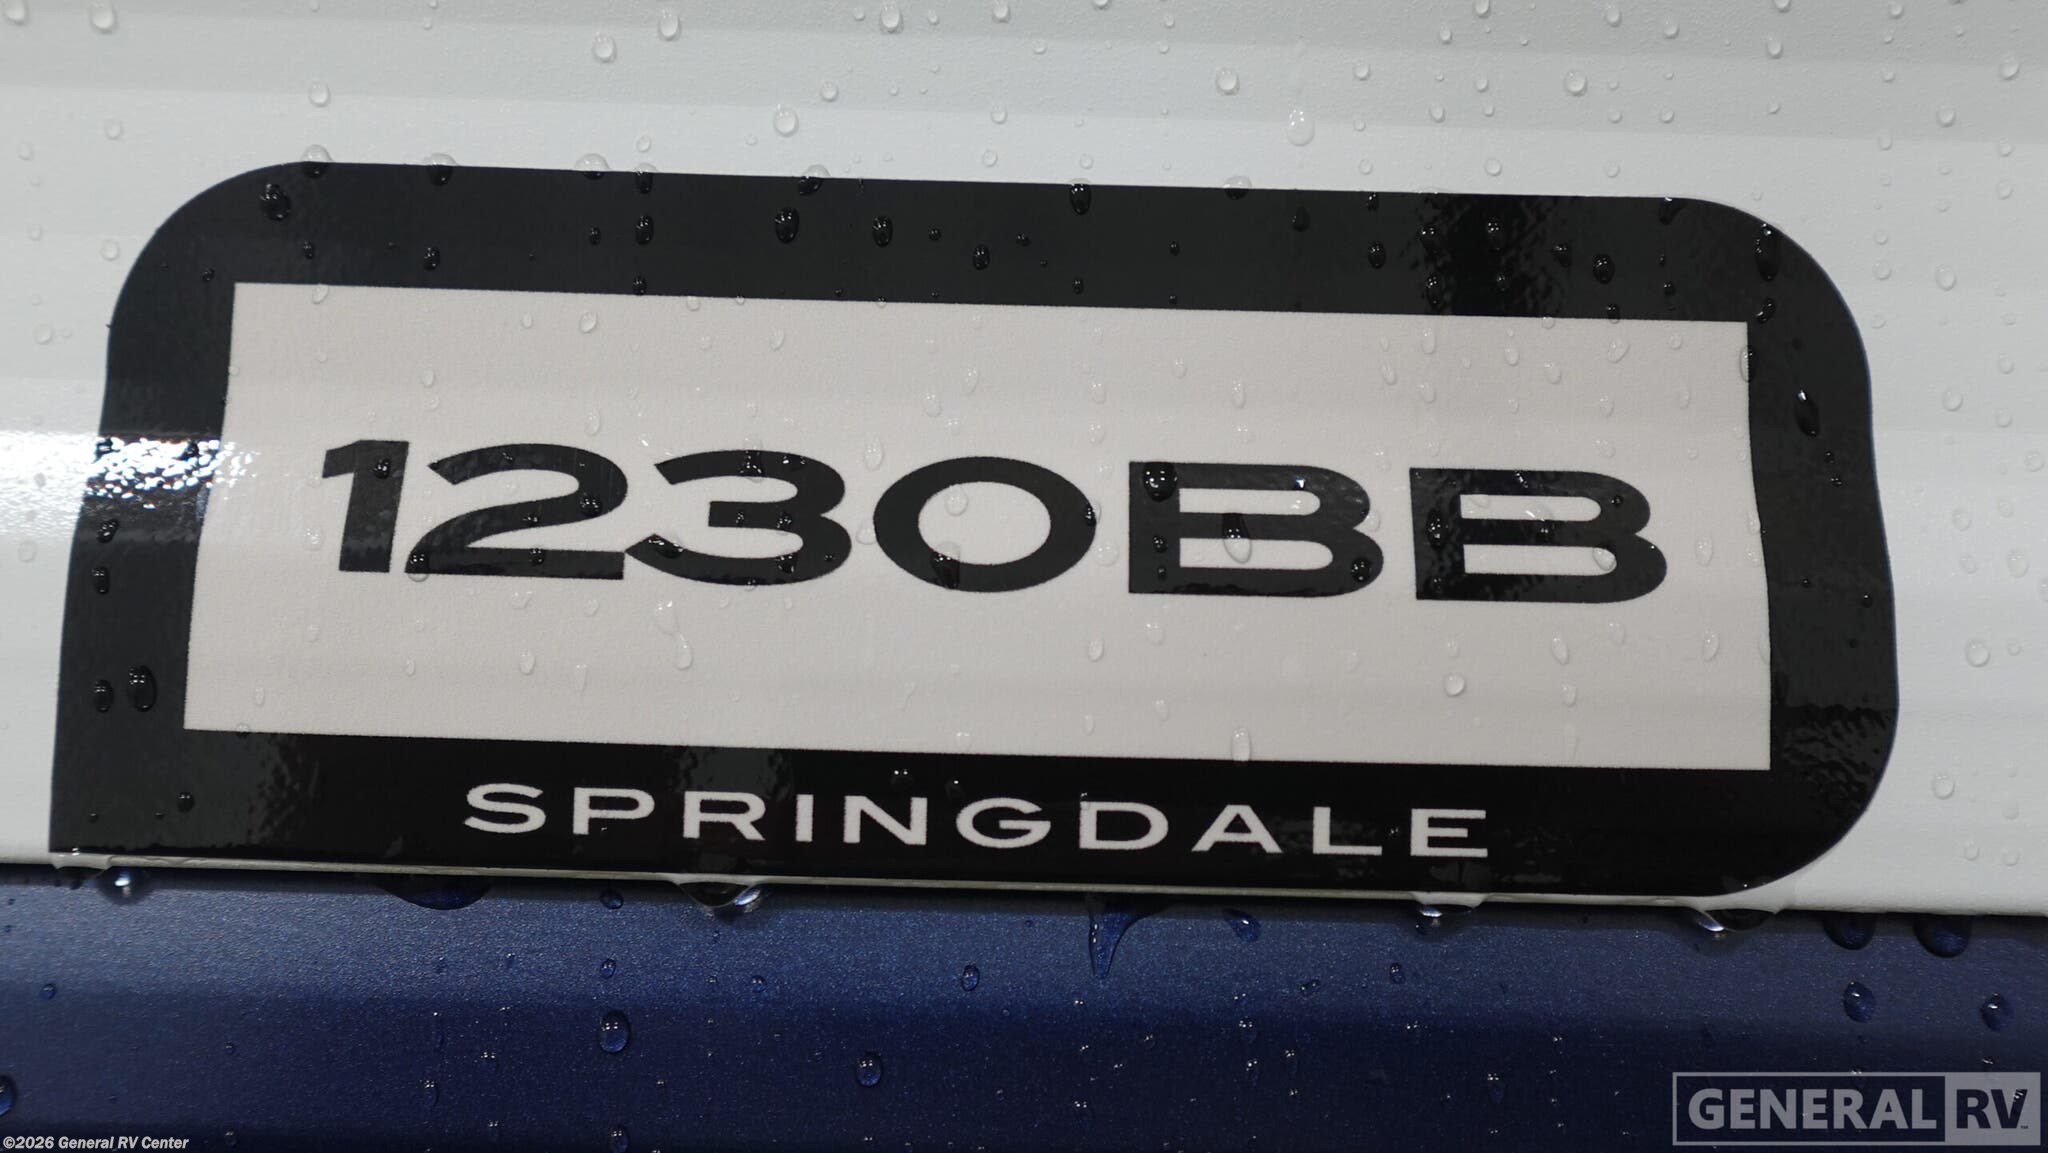 1230BB
SPRINGDALE
GENERAL RV
©2026 General RV Center